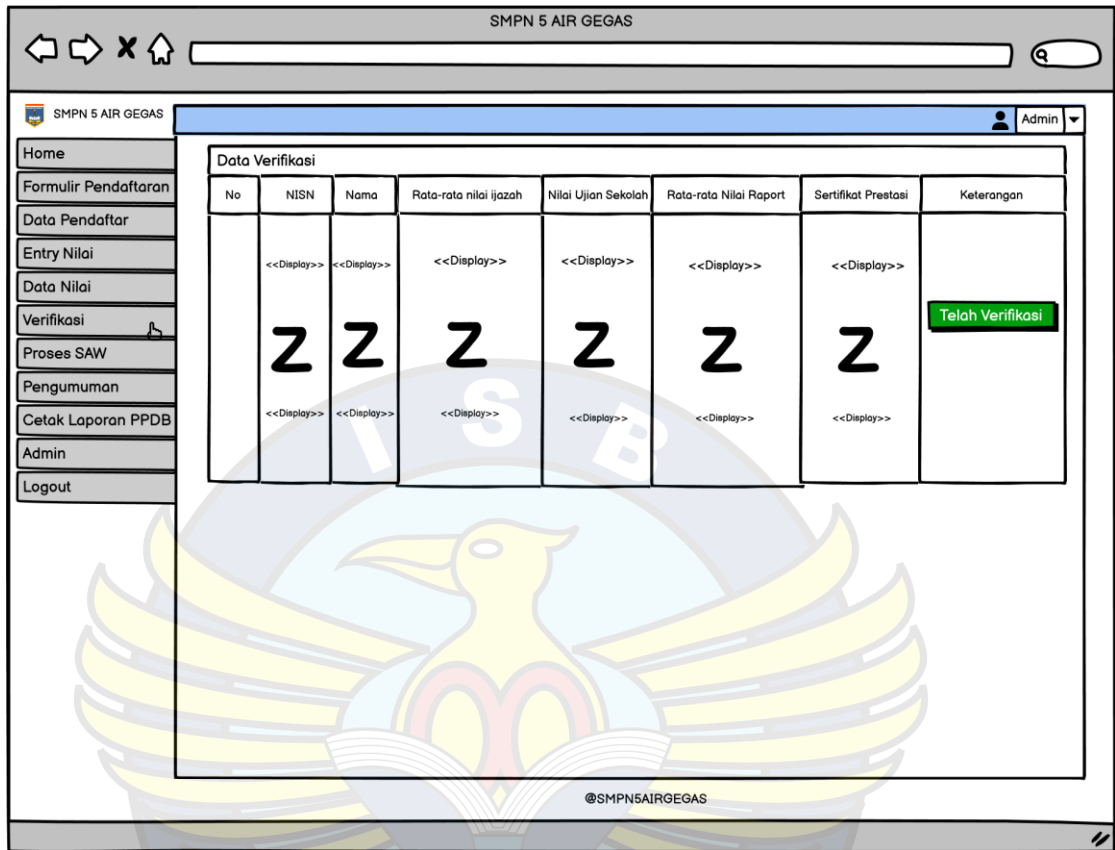 SMPN 5 AIR GEGAS
SMPN 5 AIR GEGAS
Admin
Home
Formulir Pendaftaran
Data Pendaftar
Entry Nilai
Data Nilai
Verifikasi
Proses SAW
Pengumuman
Cetak Laporan PPDB
Admin
Logout
Data Verifikasi
No NISN Nama Rata-rata nilai ijazah Nilai Ujian Sekolah Rata-rata Nilai Raport Sertifikat Prestasi Keterangan
<<Display>> <<Display>> <<Display>> <<Display>> <<Display>> <<Display>>
Telah Verifikasi
Z Z Z Z Z Z
<<Display>> <<Display>> <<Display>> <<Display>> <<Display>> <<Display>>
I S B
@SMPN5AIRGEGAS